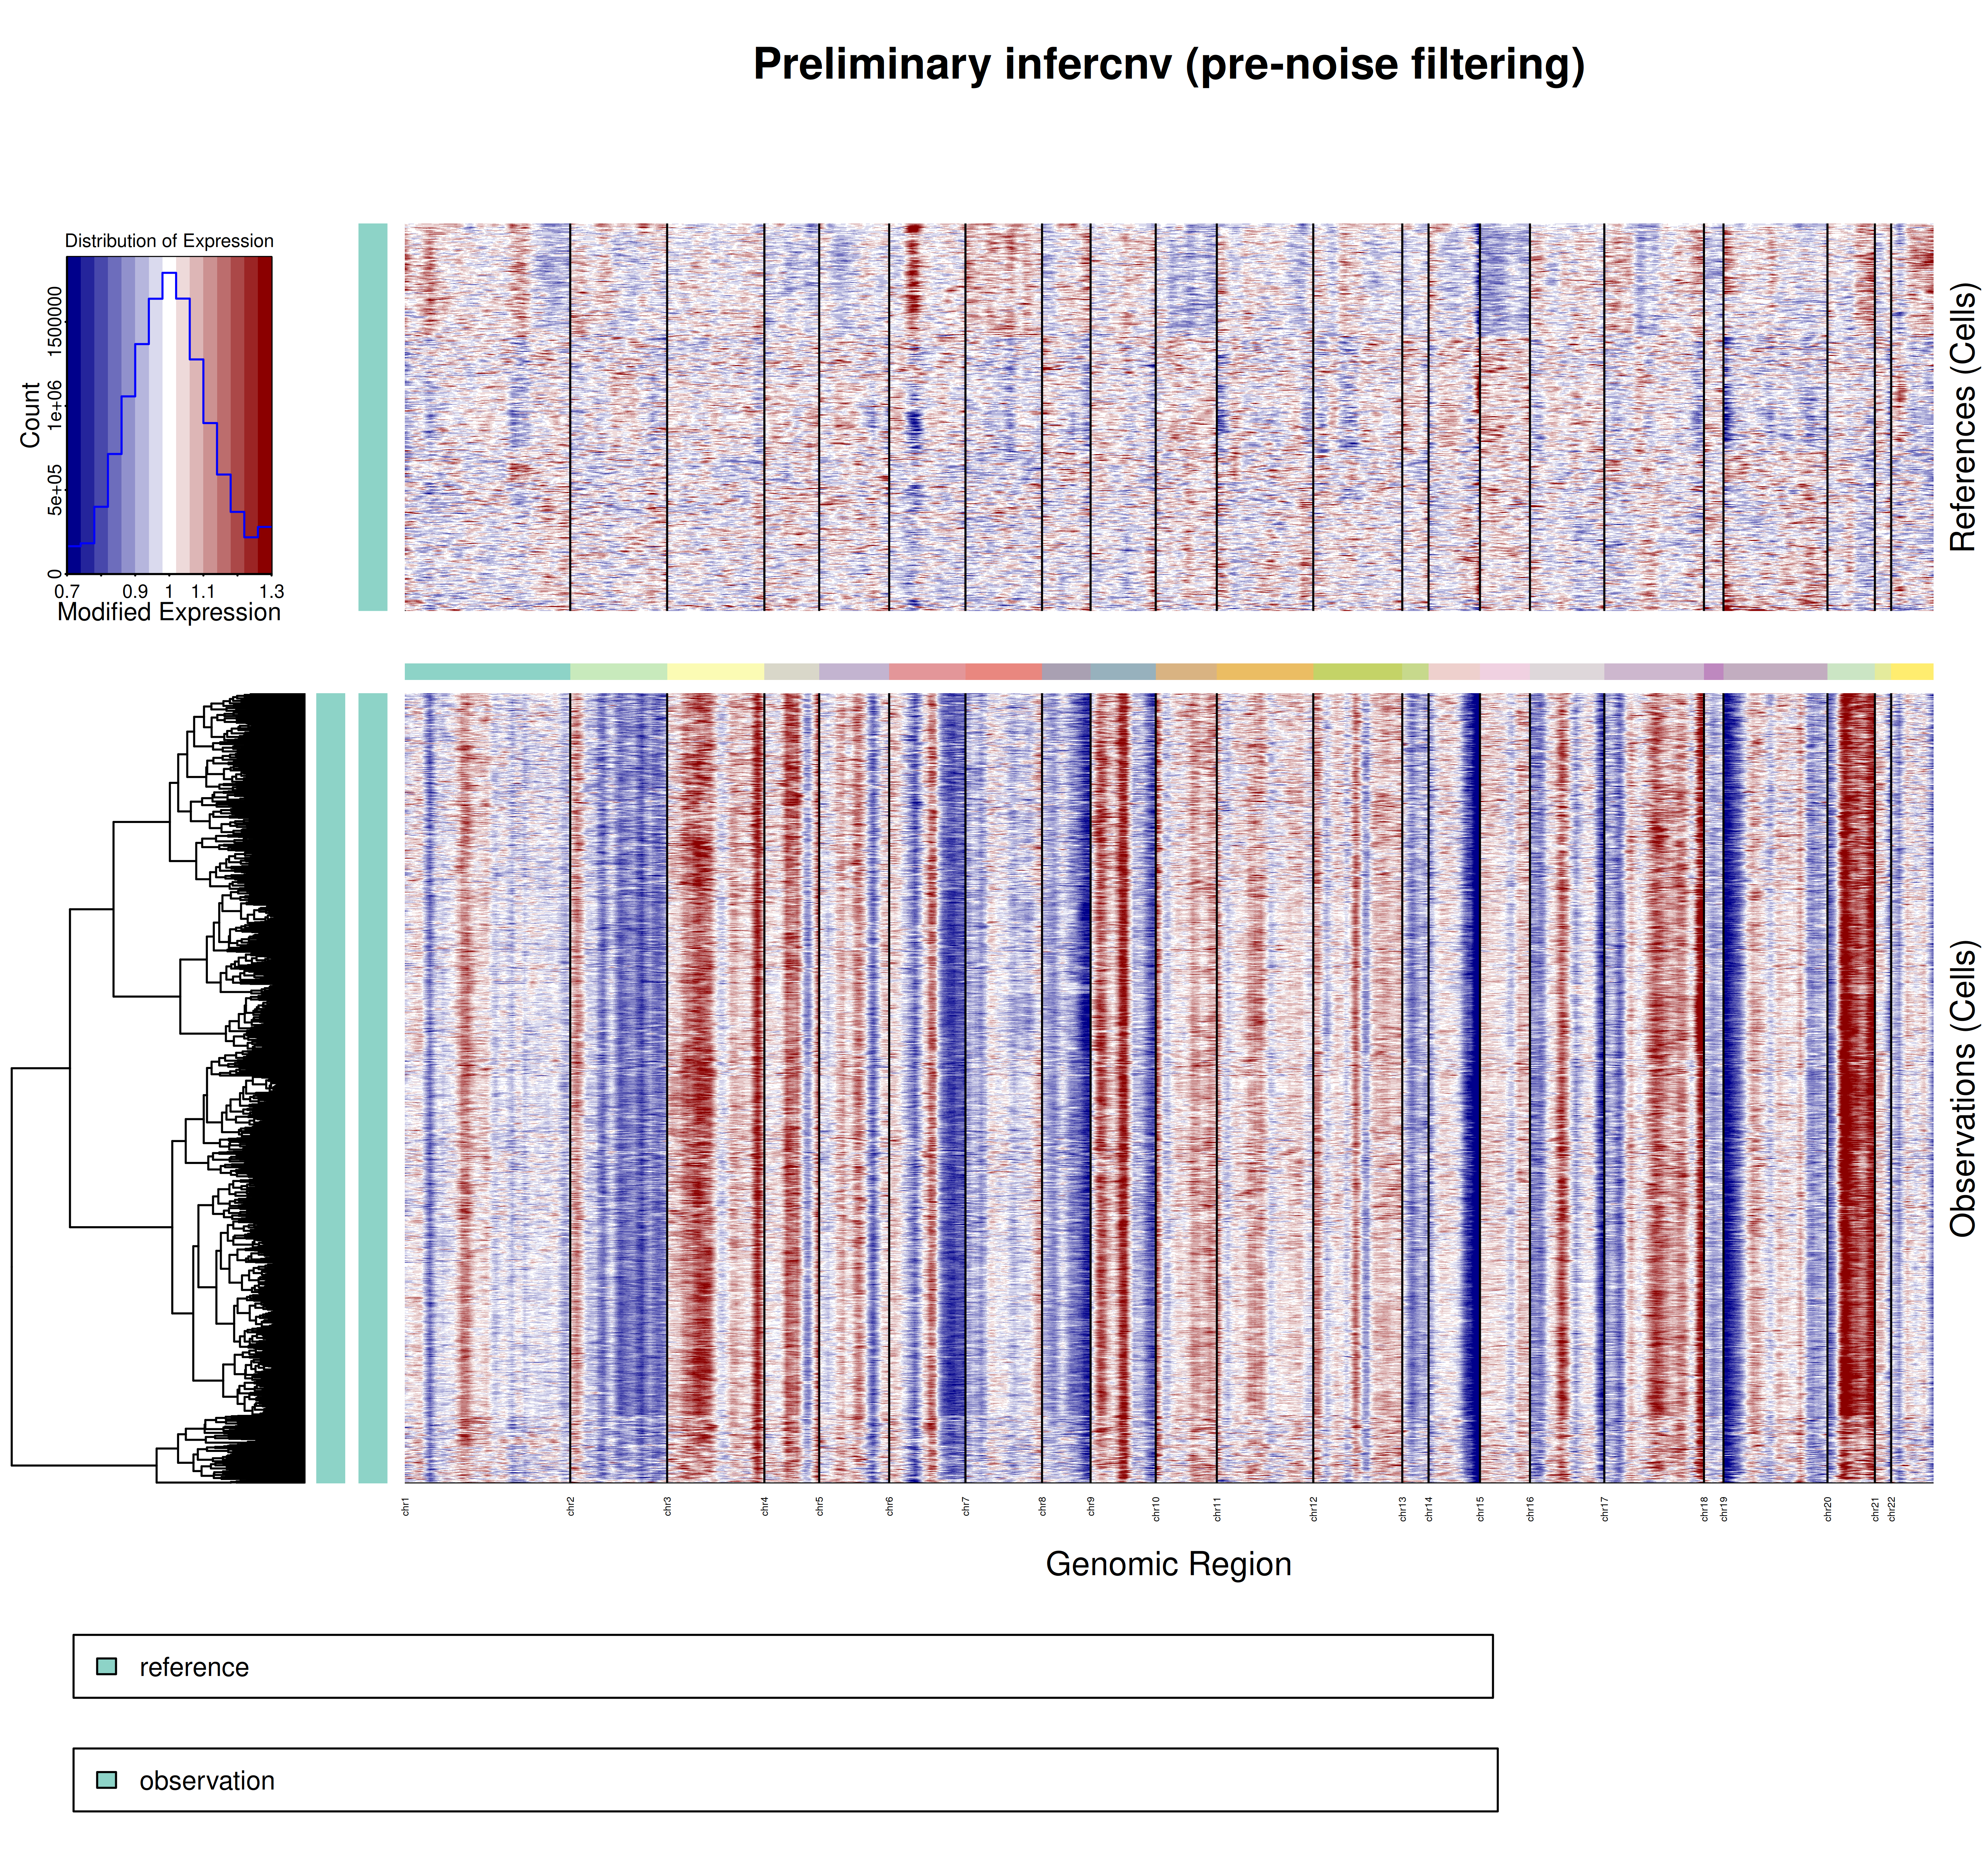 Preliminary infercnv (pre-noise filtering)
Distribution of Expression
Count
0 5e+05 1e+06 1500000
0.7 0.9 1 1.1 1.3
Modified Expression
References (Cells)
Observations (Cells)
chr1 chr2 chr3 chr4 chr5 chr6 chr7 chr8 chr9 chr10 chr11 chr12 chr13 chr14 chr15 chr16 chr17 chr18 chr19 chr20 chr21 chr22
Genomic Region
reference
observation